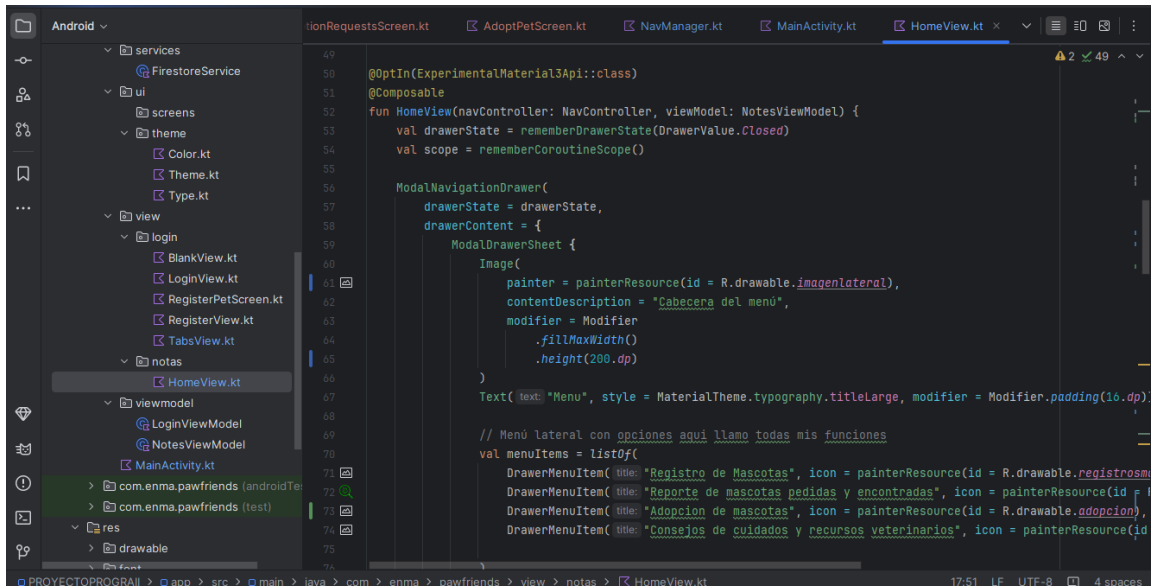 Android
tionRequestsScreen.kt
AdoptPetScreen.kt
NavManager.kt
MainActivity.kt
HomeView.kt
services
FirestoreService
ui
screens
theme
Color.kt
Theme.kt
Type.kt
view
login
BlankView.kt
LoginView.kt
RegisterPetScreen.kt
RegisterView.kt
TabsView.kt
notas
HomeView.kt
viewmodel
LoginViewModel
NotesViewModel
MainActivity.kt
com.enma.pawfriends (androidTe
com.enma.pawfriends (test)
res
drawable
font
2 49
49
50 @OptIn(ExperimentalMaterial3Api::class)
51 @Composable
52 fun HomeView(navController: NavController, viewModel: NotesViewModel) {
53 val drawerState = rememberDrawerState(DrawerValue.Closed)
54 val scope = rememberCoroutineScope()
55
56 ModalNavigationDrawer(
57 drawerState = drawerState,
58 drawerContent = {
59 ModalDrawerSheet {
60 Image(
61 painter = painterResource(id = R.drawable.imagenlateral),
62 contentDescription = "Cabecera del menú",
63 modifier = Modifier
64 .fillMaxWidth()
65 .height(200.dp)
66 )
67 Text( text: "Menu", style = MaterialTheme.typography.titleLarge, modifier = Modifier.padding(16.dp)
68
69 // Menú lateral con opciones aqui llamo todas mis funciones
70 val menuItems = listOf(
71 DrawerMenuItem( title: "Registro de Mascotas", icon = painterResource(id = R.drawable.registrosm
72 DrawerMenuItem( title: "Reporte de mascotas pedidas y encontradas", icon = painterResource(id =
73 DrawerMenuItem( title: "Adopcion de mascotas", icon = painterResource(id = R.drawable.adopcion),
74 DrawerMenuItem( title: "Consejos de cuidados y recursos veterinarios", icon = painterResource(id
75
76 )
PROYECTOPROGRAII > app > src > main > java > com > enma > pawfriends > view > notas > HomeView.kt
17:51 LF UTF-8 4 spaces